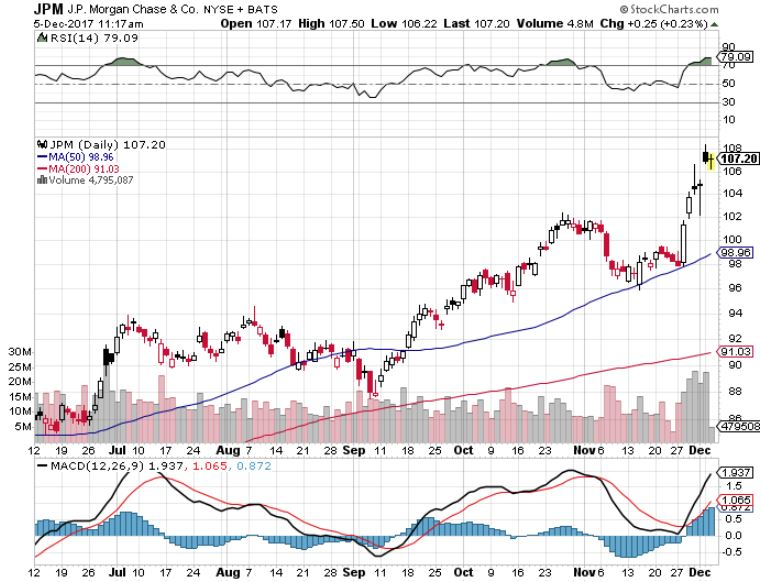 JPM J.P. Morgan Chase & Co. NYSE + BATS © StockCharts.com
5-Dec-2017 11:17am Open 107.17 High 107.50 Low 106.22 Last 107.20 Volume 4.8M Chg +0.25 (+0.23%)
RSI(14) 79.09
90
79.09
70
50
30
10
JPM (Daily) 107.20
MA(50) 98.96
MA(200) 91.03
Volume 4,795,087
108
107.20
106
104
102
100
98.96
98
96
94
92
91.03
90
88
86
479508
30M
25M
20M
15M
10M
5M
12 19 26 Jul 10 17 24 Aug 7 14 21 28 Sep 11 18 25 Oct 9 16 23 Nov 6 13 20 27 Dec
MACD(12,26,9) 1.937, 1.065, 0.872
1.937
1.5
1.065
0.872
0.5
0.0
-0.5
12 19 26 Jul 10 17 24 Aug 7 14 21 28 Sep 11 18 25 Oct 9 16 23 Nov 6 13 20 27 Dec